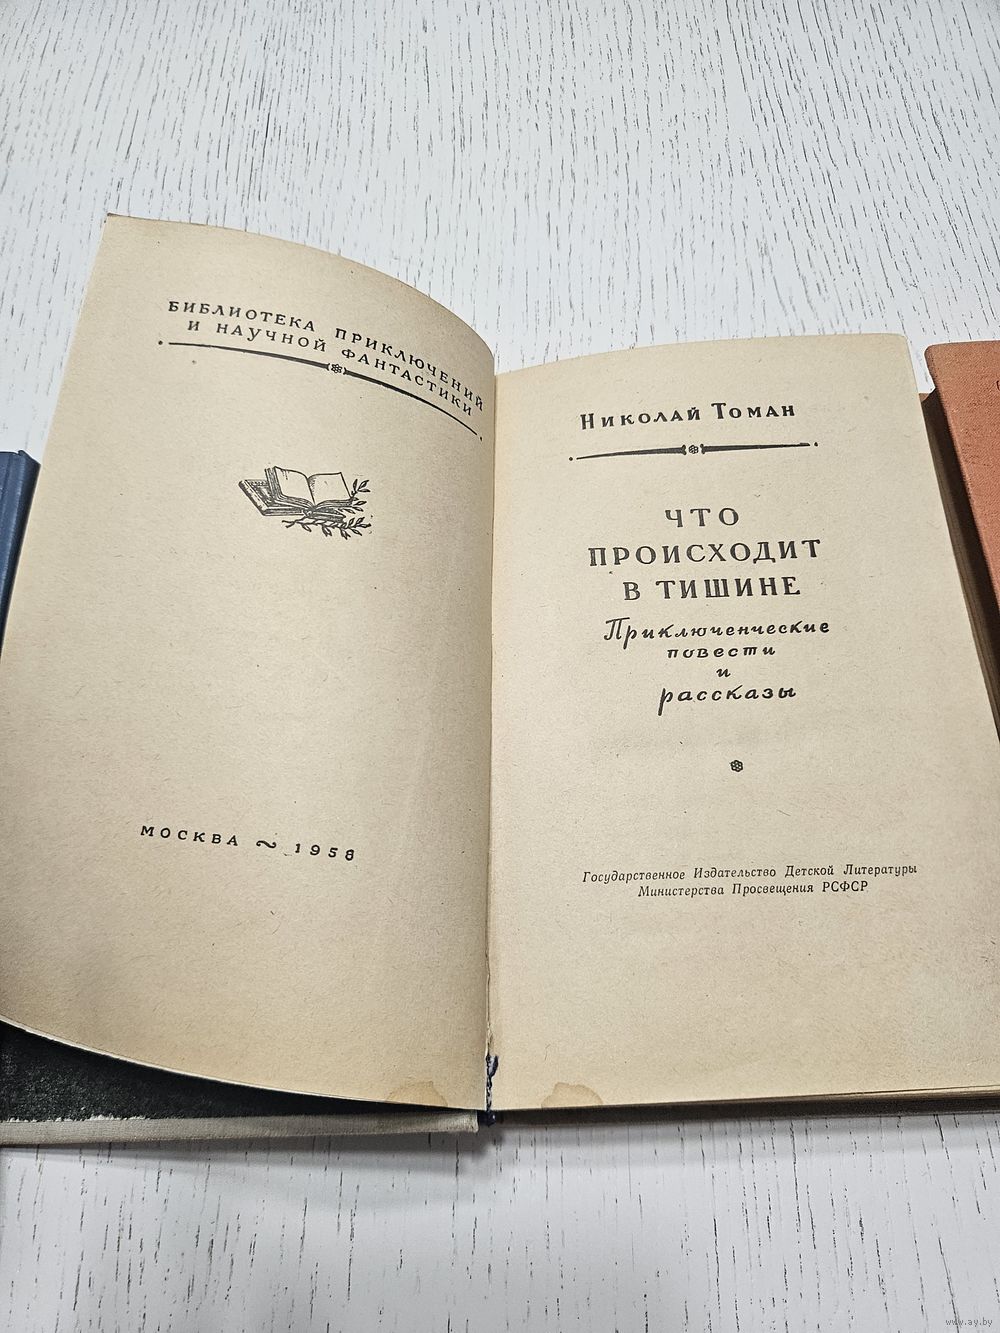 БИБЛИОТЕКА ПРИКЛЮЧЕНИЙ
И НАУЧНОЙ ФАНТАСТИКИ
МОСКВА ~ 1958
НИКОЛАЙ ТОМАН
ЧТО
ПРОИСХОДИТ
В ТИШИНЕ
Приключенческие
повести
и
рассказы
Государственное Издательство Детской Литературы
Министерства Просвещения РСФСР
www.ay.by